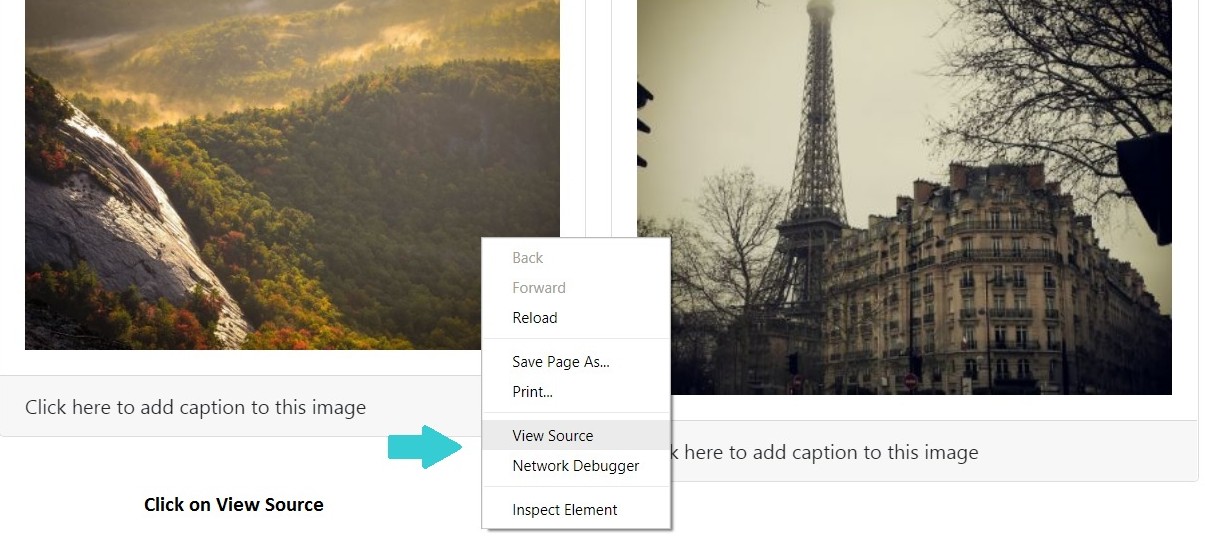 Back
Forward
Reload
Save Page As...
Print...
Click here to add caption to this image
View Source
k here to add caption to this image
Network Debugger
Click on View Source
Inspect Element